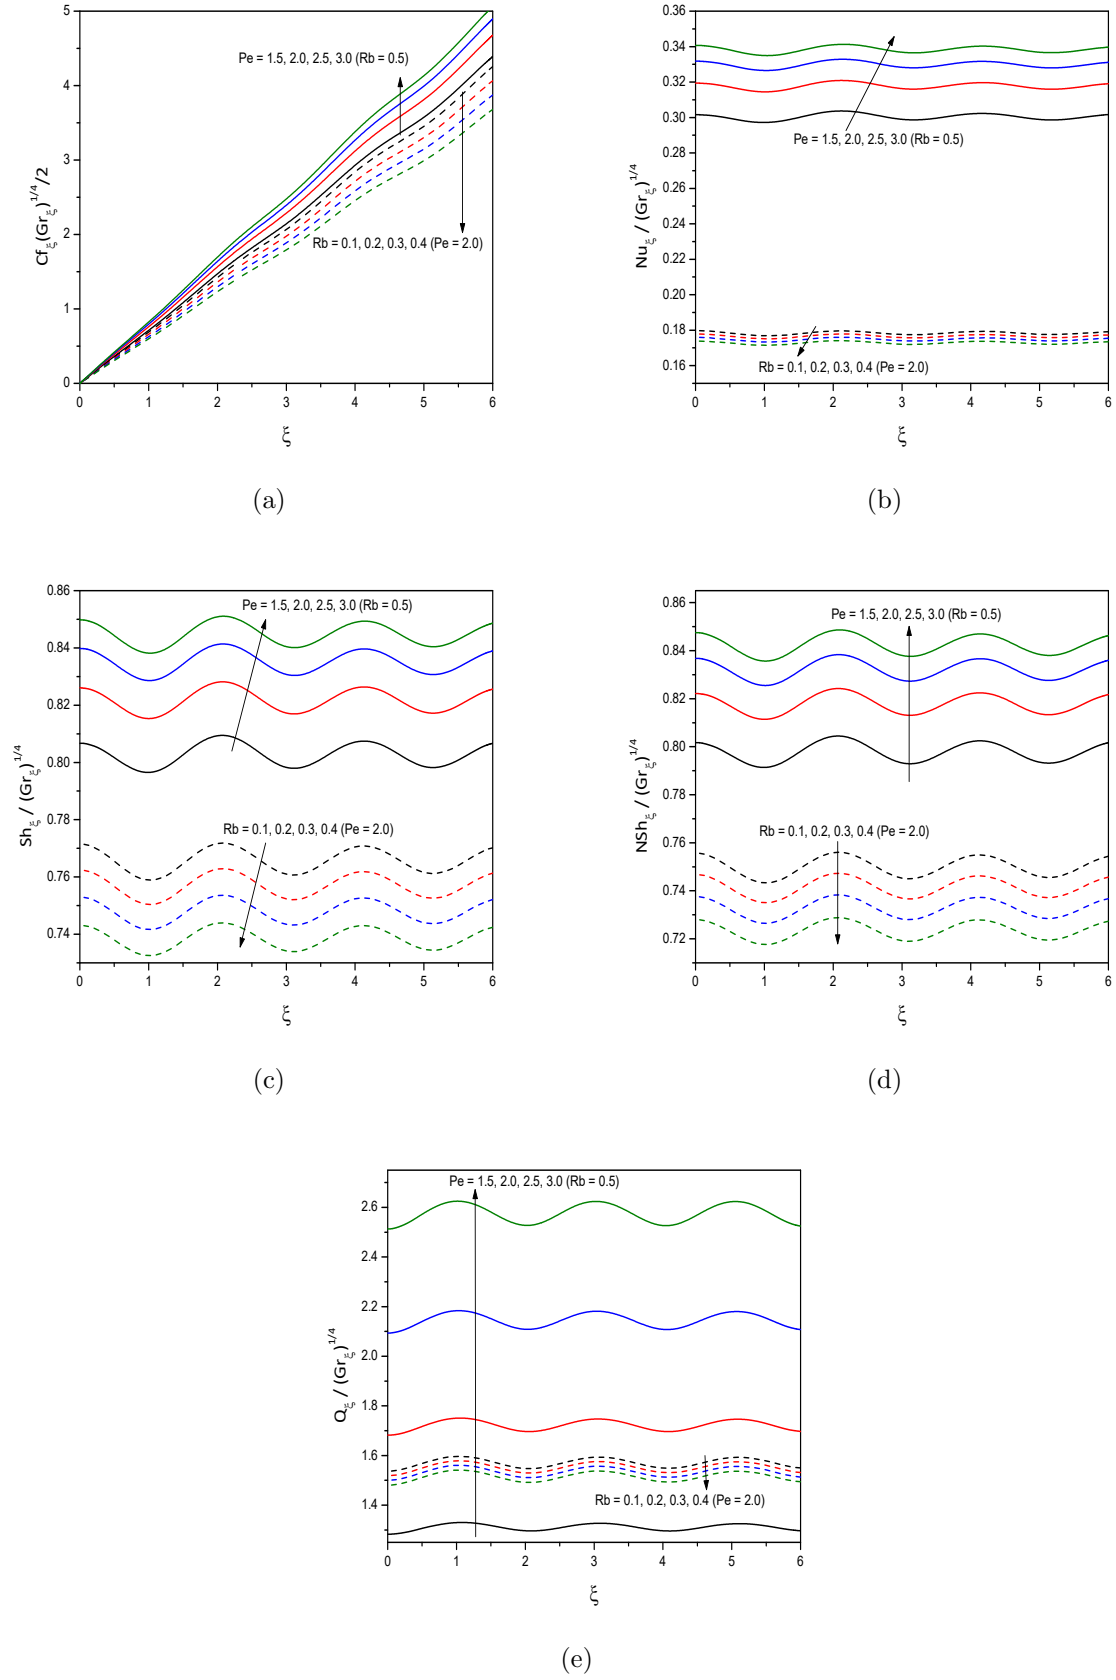 5
4
3
2
1
0
0 1 2 3 4 5 6
Cf_ξ(Gr_ξ)^1/4/2
Pe = 1.5, 2.0, 2.5, 3.0 (Rb = 0.5)
Rb = 0.1, 0.2, 0.3, 0.4 (Pe = 2.0)
ξ
(a)
0.36
0.34
0.32
0.30
0.28
0.26
0.24
0.22
0.20
0.18
0.16
0 1 2 3 4 5 6
Nu_ξ / (Gr_ξ)^1/4
Pe = 1.5, 2.0, 2.5, 3.0 (Rb = 0.5)
Rb = 0.1, 0.2, 0.3, 0.4 (Pe = 2.0)
ξ
(b)
0.86
0.84
0.82
0.80
0.78
0.76
0.74
0 1 2 3 4 5 6
Sh_ξ / (Gr_ξ)^1/4
Pe = 1.5, 2.0, 2.5, 3.0 (Rb = 0.5)
Rb = 0.1, 0.2, 0.3, 0.4 (Pe = 2.0)
ξ
(c)
0.86
0.84
0.82
0.80
0.78
0.76
0.74
0.72
0 1 2 3 4 5 6
NSh_ξ / (Gr_ξ)^1/4
Pe = 1.5, 2.0, 2.5, 3.0 (Rb = 0.5)
Rb = 0.1, 0.2, 0.3, 0.4 (Pe = 2.0)
ξ
(d)
2.6
2.4
2.2
2.0
1.8
1.6
1.4
0 1 2 3 4 5 6
Q_ξ / (Gr_ξ)^1/4
Pe = 1.5, 2.0, 2.5, 3.0 (Rb = 0.5)
Rb = 0.1, 0.2, 0.3, 0.4 (Pe = 2.0)
ξ
(e)